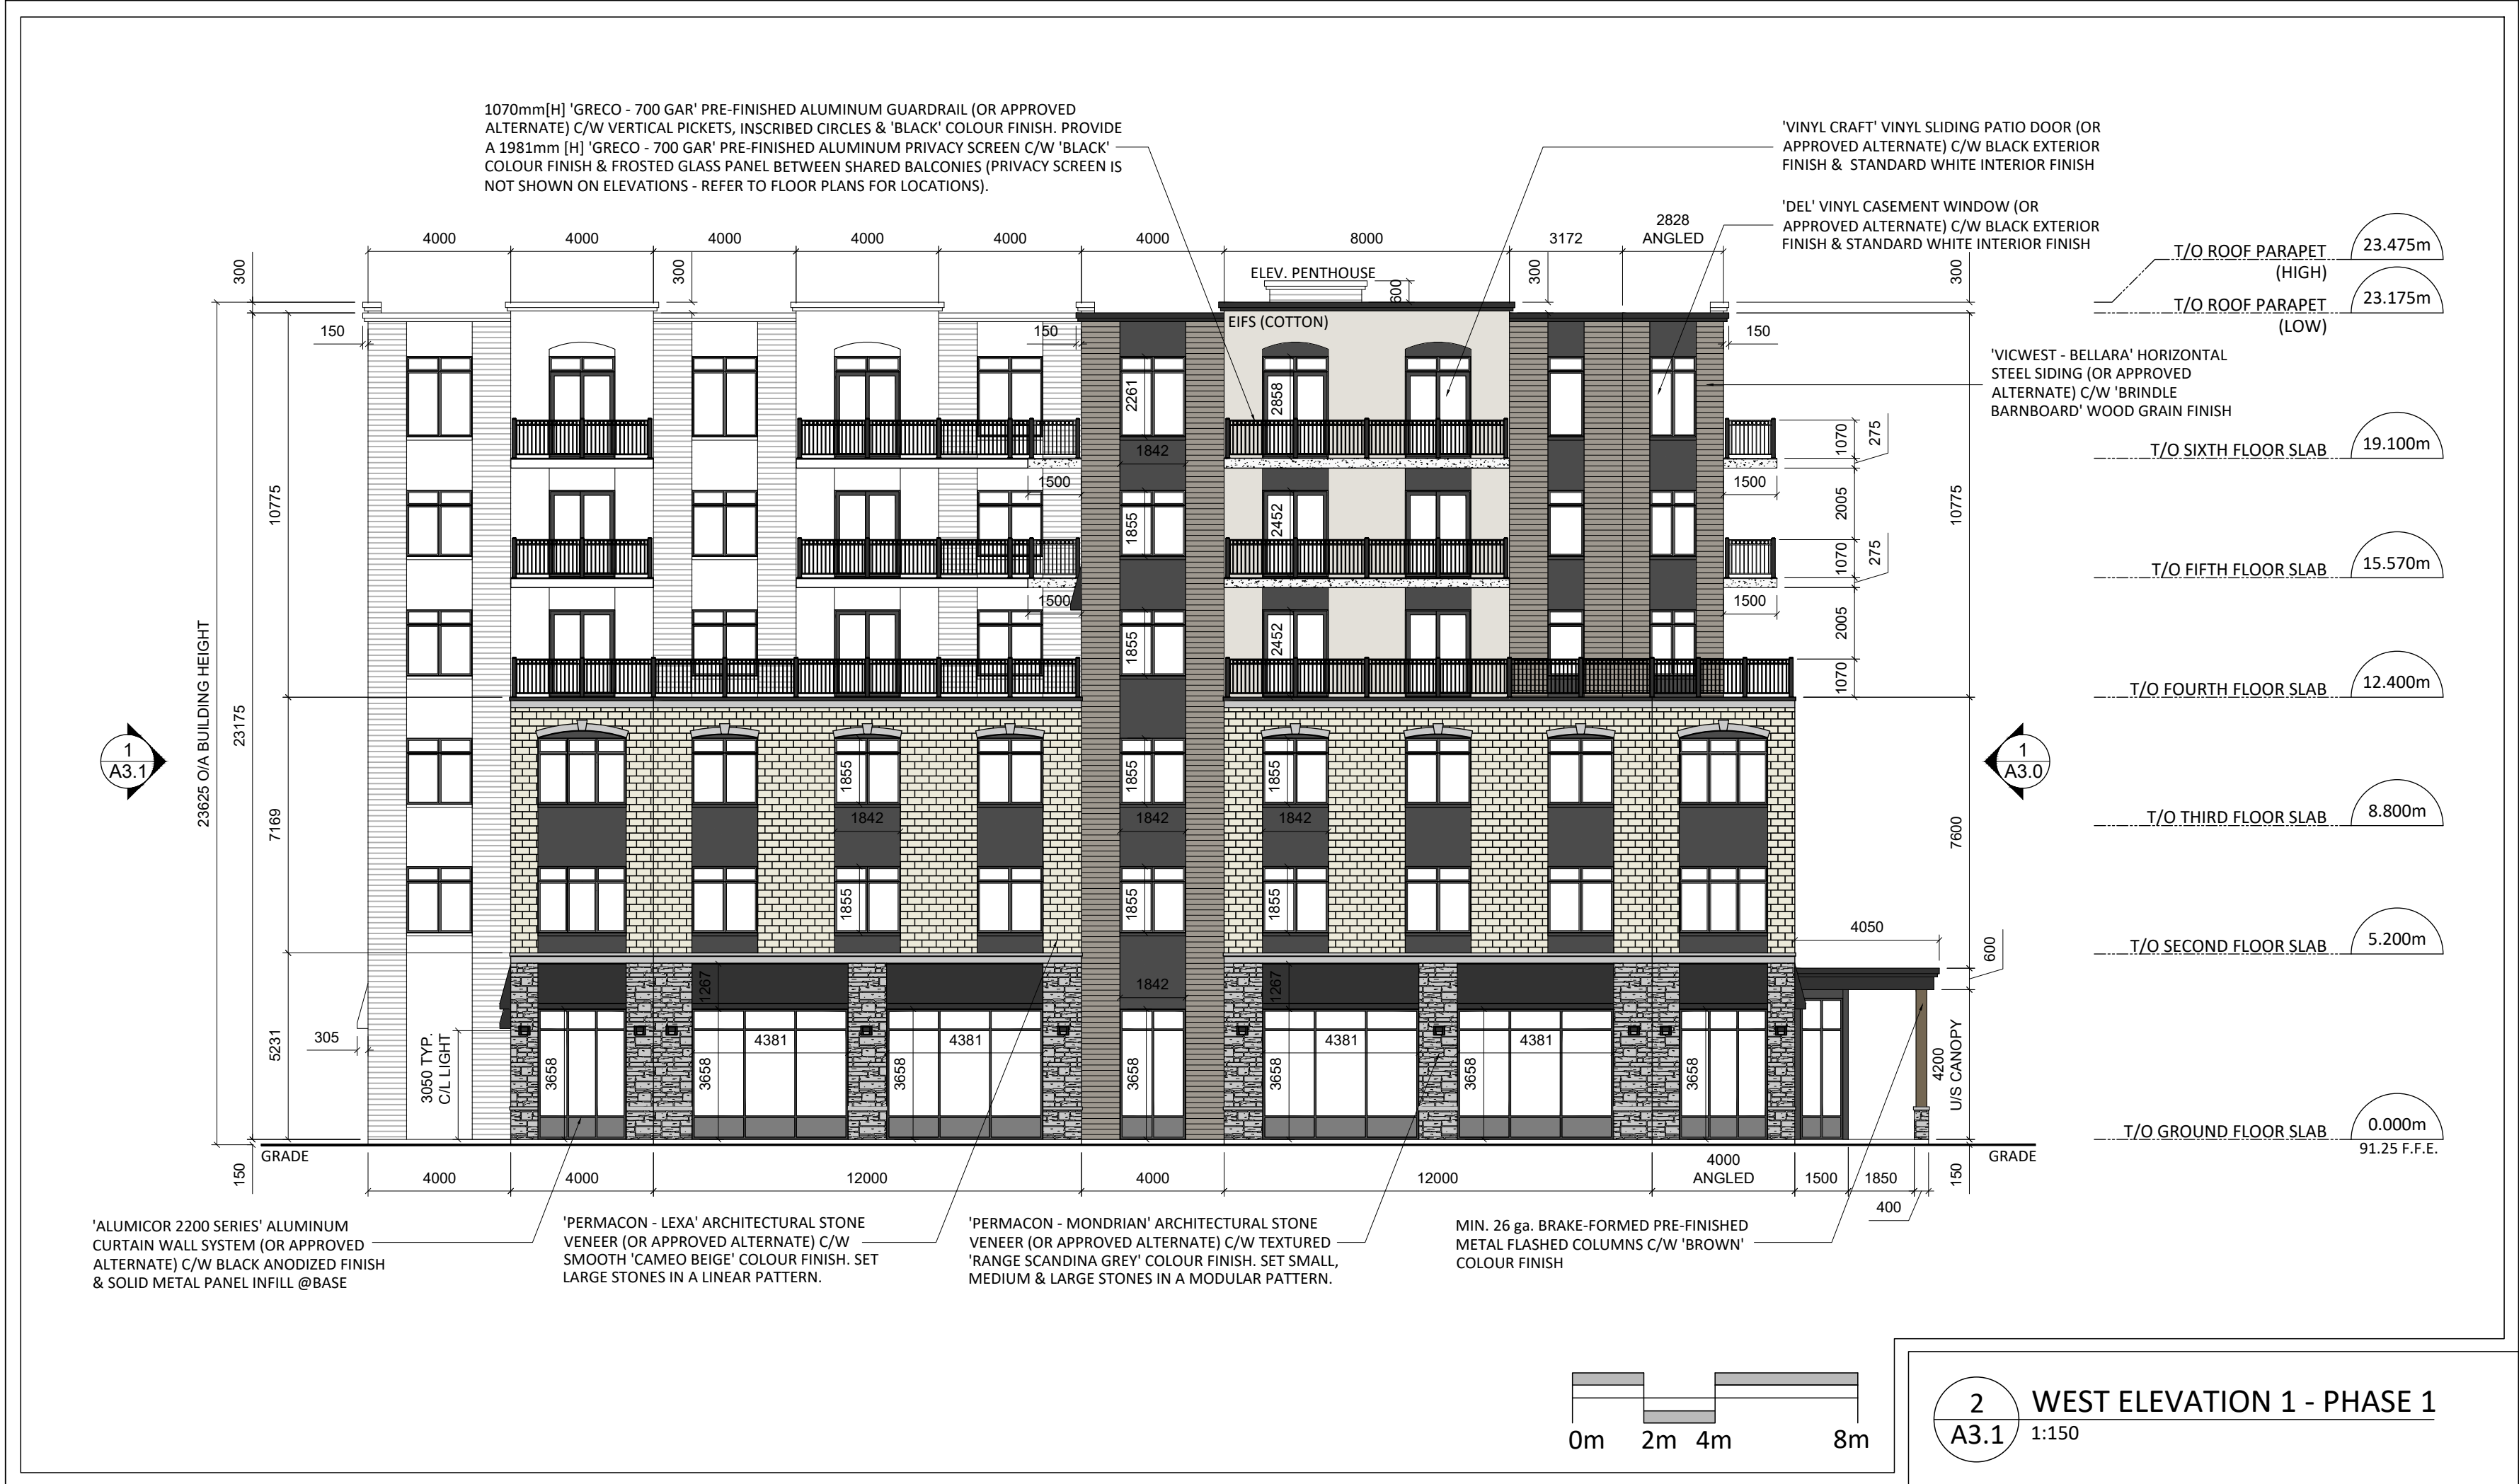 1070mm[H] 'GRECO - 700 GAR' PRE-FINISHED ALUMINUM GUARDRAIL (OR APPROVED
ALTERNATE) C/W VERTICAL PICKETS, INSCRIBED CIRCLES & 'BLACK' COLOUR FINISH. PROVIDE
A 1981mm [H] 'GRECO - 700 GAR' PRE-FINISHED ALUMINUM PRIVACY SCREEN C/W 'BLACK'
COLOUR FINISH & FROSTED GLASS PANEL BETWEEN SHARED BALCONIES (PRIVACY SCREEN IS
NOT SHOWN ON ELEVATIONS - REFER TO FLOOR PLANS FOR LOCATIONS).
'VINYL CRAFT' VINYL SLIDING PATIO DOOR (OR
APPROVED ALTERNATE) C/W BLACK EXTERIOR
FINISH & STANDARD WHITE INTERIOR FINISH
'DEL' VINYL CASEMENT WINDOW (OR
APPROVED ALTERNATE) C/W BLACK EXTERIOR
FINISH & STANDARD WHITE INTERIOR FINISH
4000 4000 4000 4000 4000 4000 8000 3172 2828
ANGLED
300 300 300 300
ELEV. PENTHOUSE
600
EIFS (COTTON)
T/O ROOF PARAPET 23.475m
(HIGH)
T/O ROOF PARAPET 23.175m
(LOW)
150 150 150
'VICWEST - BELLARA' HORIZONTAL
STEEL SIDING (OR APPROVED
ALTERNATE) C/W 'BRINDLE
BARNBOARD' WOOD GRAIN FINISH
2261 2858
1842
1070 275
T/O SIXTH FLOOR SLAB 19.100m
1500 1500
10775 1855 2452 2005 10775
1070 275
T/O FIFTH FLOOR SLAB 15.570m
1500 1500
1855 2452 2005
1070
T/O FOURTH FLOOR SLAB 12.400m
23625 O/A BUILDING HEIGHT
23175
1
A3.1
1
A3.0
1855 1855 1855
7169 1842 1842 1842 7600
T/O THIRD FLOOR SLAB 8.800m
1855 1855 1855
4050
T/O SECOND FLOOR SLAB 5.200m
600
1267 1842 1267
305
5231
3050 TYP.
C/L LIGHT
4381 4381 4381 4381
3658 3658 3658 3658 3658 3658 3658
4200
U/S CANOPY
T/O GROUND FLOOR SLAB 0.000m
91.25 F.F.E.
GRADE GRADE
150 150
4000 4000 12000 4000 12000 4000
ANGLED
1500 1850
400
'ALUMICOR 2200 SERIES' ALUMINUM
CURTAIN WALL SYSTEM (OR APPROVED
ALTERNATE) C/W BLACK ANODIZED FINISH
& SOLID METAL PANEL INFILL @BASE
'PERMACON - LEXA' ARCHITECTURAL STONE
VENEER (OR APPROVED ALTERNATE) C/W
SMOOTH 'CAMEO BEIGE' COLOUR FINISH. SET
LARGE STONES IN A LINEAR PATTERN.
'PERMACON - MONDRIAN' ARCHITECTURAL STONE
VENEER (OR APPROVED ALTERNATE) C/W TEXTURED
'RANGE SCANDINA GREY' COLOUR FINISH. SET SMALL,
MEDIUM & LARGE STONES IN A MODULAR PATTERN.
MIN. 26 ga. BRAKE-FORMED PRE-FINISHED
METAL FLASHED COLUMNS C/W 'BROWN'
COLOUR FINISH
0m 2m 4m 8m
2
A3.1
WEST ELEVATION 1 - PHASE 1
1:150